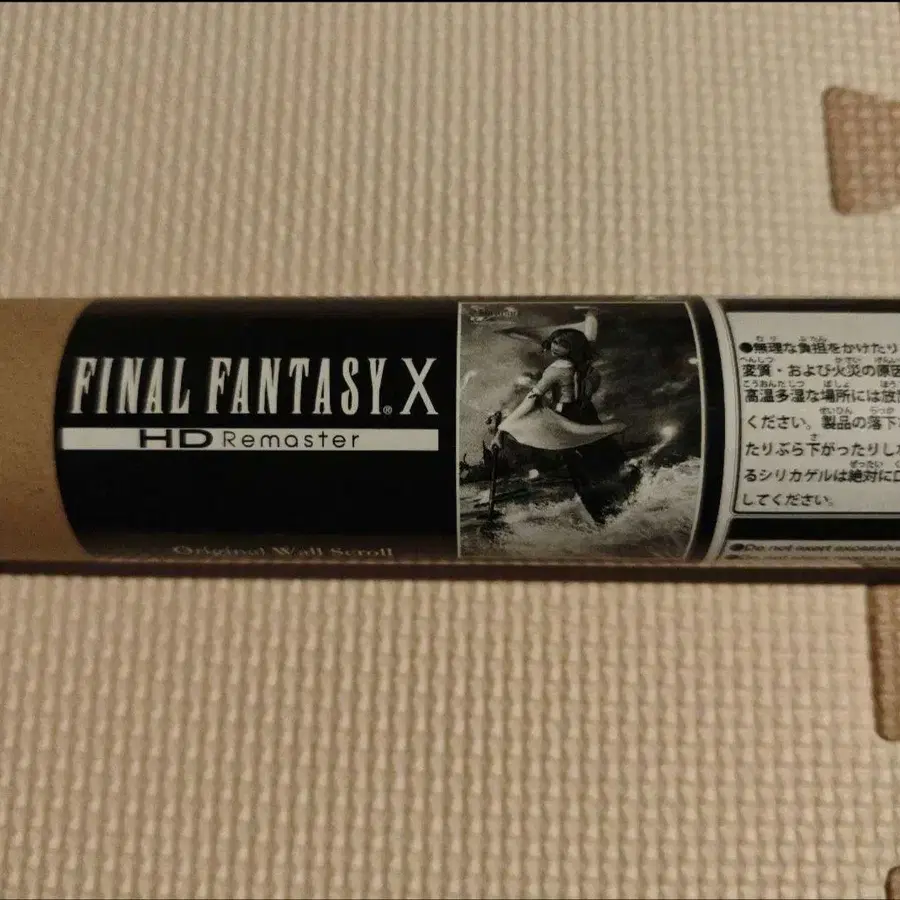 FINAL FANTASY® X
HD Remaster
Original Wall Scroll
●無理な負担をかけたり
変質・および火災の原因
高温多湿な場所には放
ください。製品の落下
たりぶら下がったりし
るシリカゲルは絶対に口
してください。
●Do not exert excessive